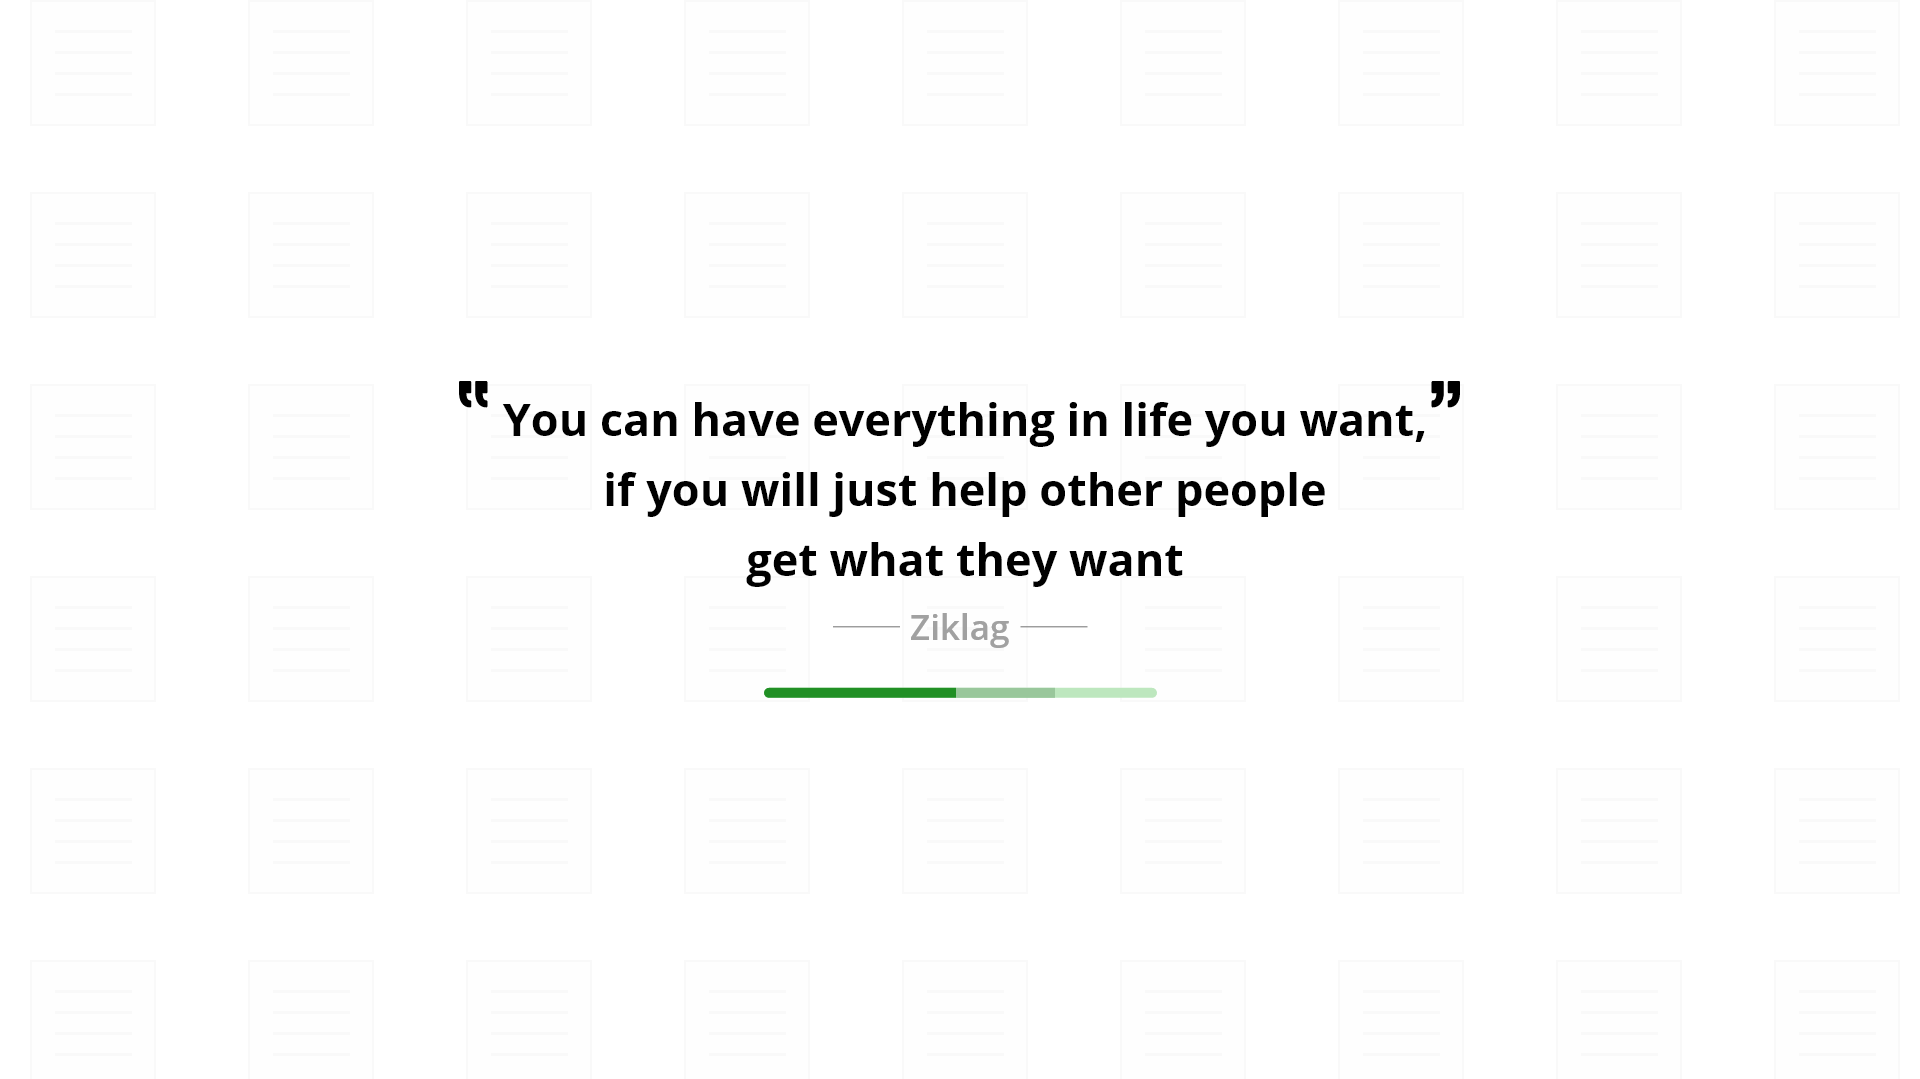 “ You can have everything in life you want,”
if you will just help other people
get what they want
Ziklag